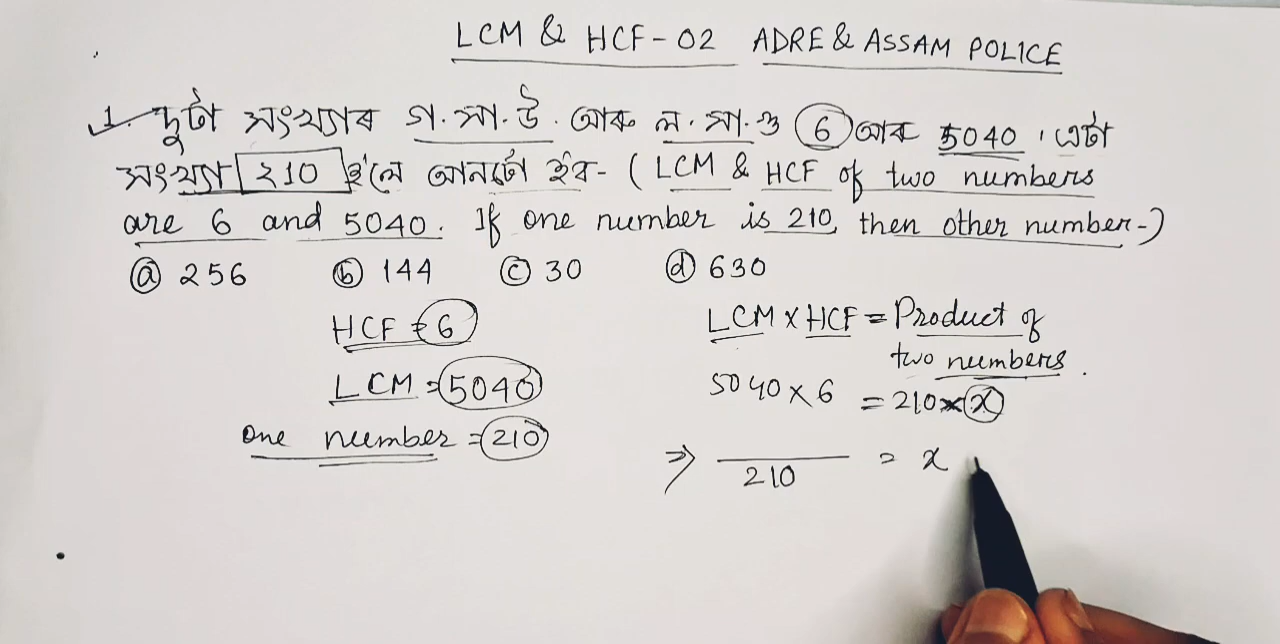 LCM & HCF-02 ADRE & ASSAM POLICE
1. দুটা সংখ্যাৰ গ.সা.উ. আৰু ল.সা.গু 6 আৰু 5040। এটা
সংখ্যা 210 হ'লে আনটো হ'ব- (LCM & HCF of two numbers
are 6 and 5040. If one number is 210, then other number-)
ⓐ 256 ⓑ 144 ⓒ 30 ⓓ 630
HCF = 6
LCM = 5040
one number = 210
LCM x HCF = Product of
two numbers.
5040 x 6 = 210 x x
⇒ —— = x
210